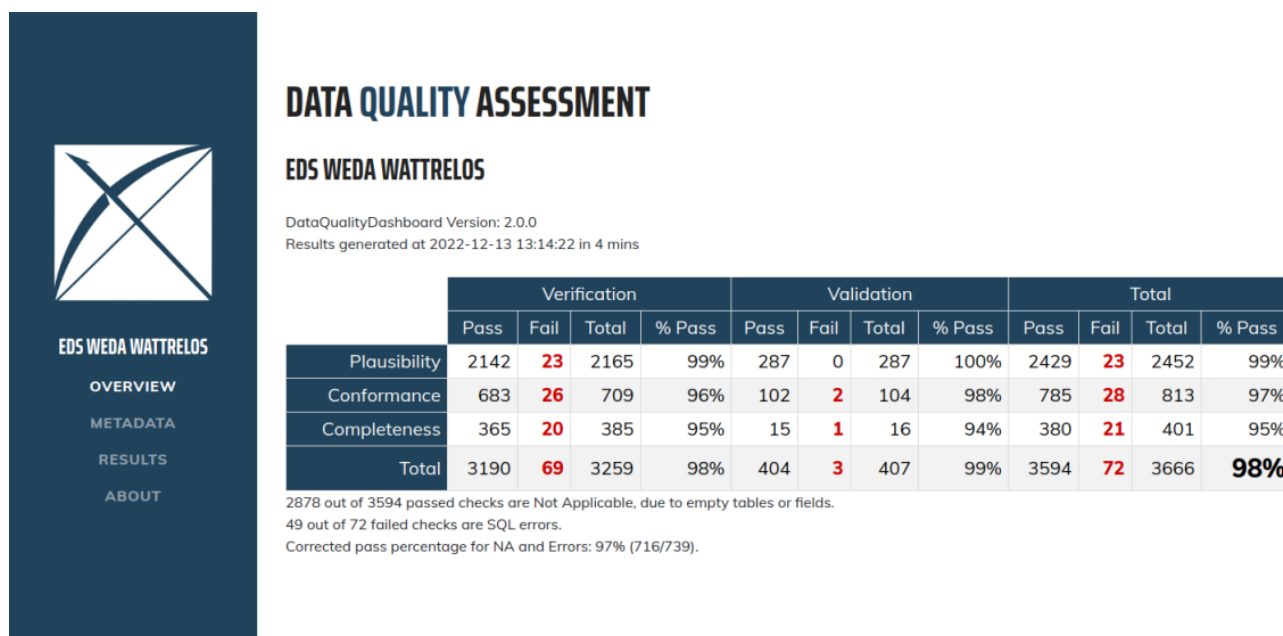 DATA QUALITY ASSESSMENT
EDS WEDA WATTRELOS
DataQualityDashboard Version: 2.0.0
Results generated at 2022-12-13 13:14:22 in 4 mins
EDS WEDA WATTRELOS
OVERVIEW
METADATA
RESULTS
ABOUT
Verification Validation Total
Pass Fail Total % Pass Pass Fail Total % Pass Pass Fail Total % Pass
Plausibility 2142 23 2165 99% 287 0 287 100% 2429 23 2452 99%
Conformance 683 26 709 96% 102 2 104 98% 785 28 813 97%
Completeness 365 20 385 95% 15 1 16 94% 380 21 401 95%
Total 3190 69 3259 98% 404 3 407 99% 3594 72 3666 98%
2878 out of 3594 passed checks are Not Applicable, due to empty tables or fields.
49 out of 72 failed checks are SQL errors.
Corrected pass percentage for NA and Errors: 97% (716/739).